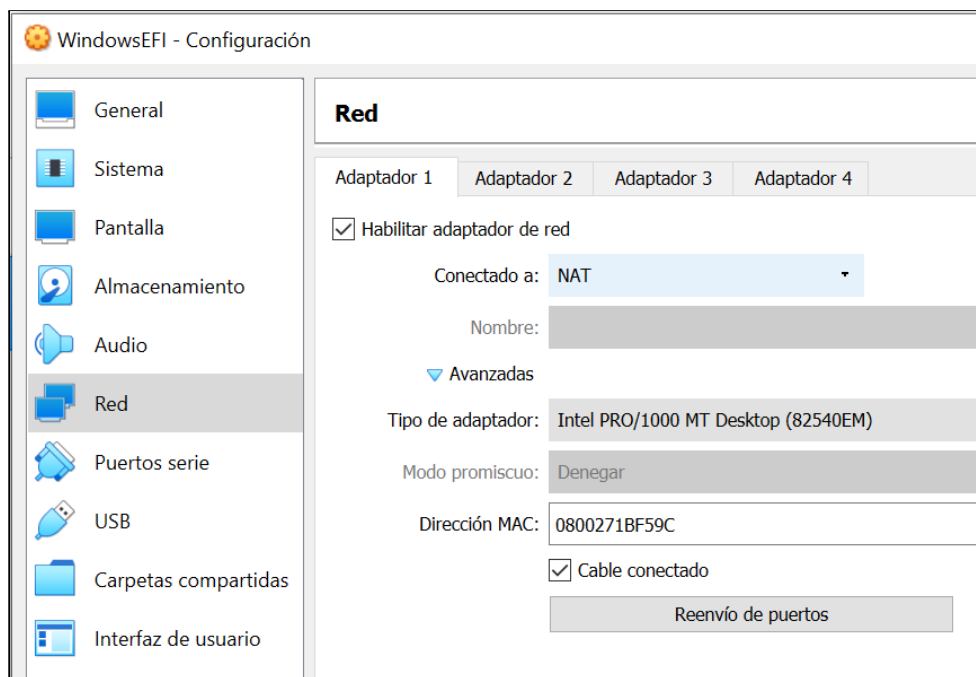 WindowsEFI - Configuración
General
Sistema
Pantalla
Almacenamiento
Audio
Red
Puertos serie
USB
Carpetas compartidas
Interfaz de usuario
Red
Adaptador 1 Adaptador 2 Adaptador 3 Adaptador 4
Habilitar adaptador de red
Conectado a: NAT
Nombre:
Avanzadas
Tipo de adaptador: Intel PRO/1000 MT Desktop (82540EM)
Modo promiscuo: Denegar
Dirección MAC: 0800271BF59C
Cable conectado
Reenvío de puertos